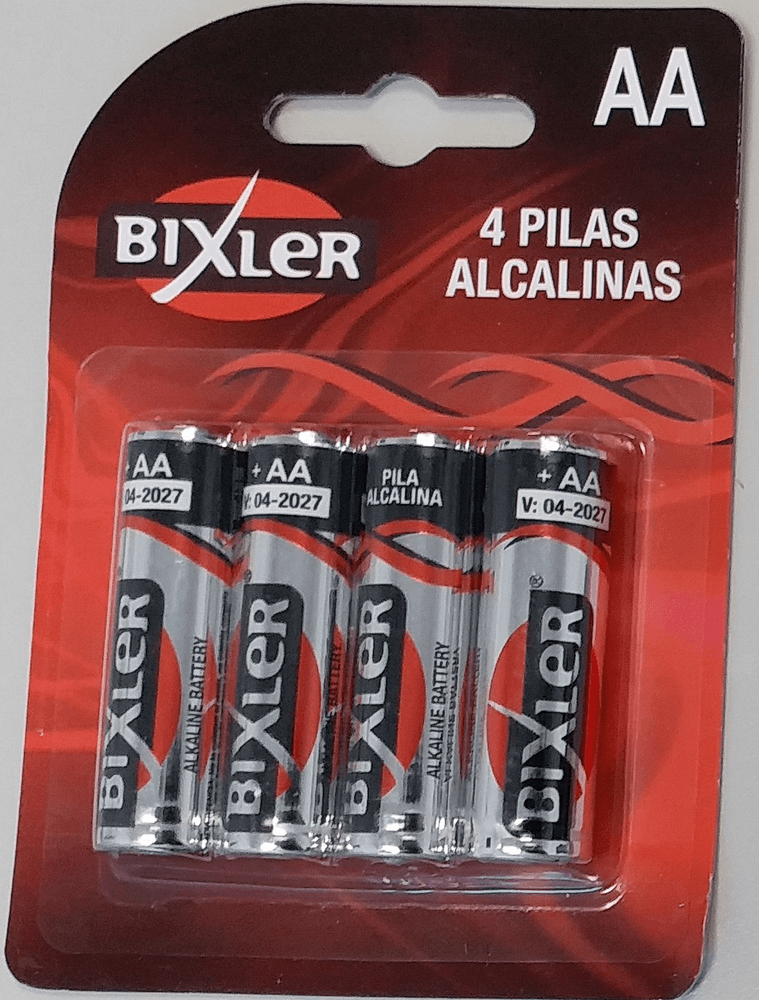 AA
BIXLER
4 PILAS
ALCALINAS
+ AA
04-2027
BIXLER
ALKALINE BATTERY
+ AA
V: 04-2027
®
BIXLER
PILA
ALCALINA
BIXLER
ALKALINE BATTERY
+ AA
V: 04-2027
®
BIXLER